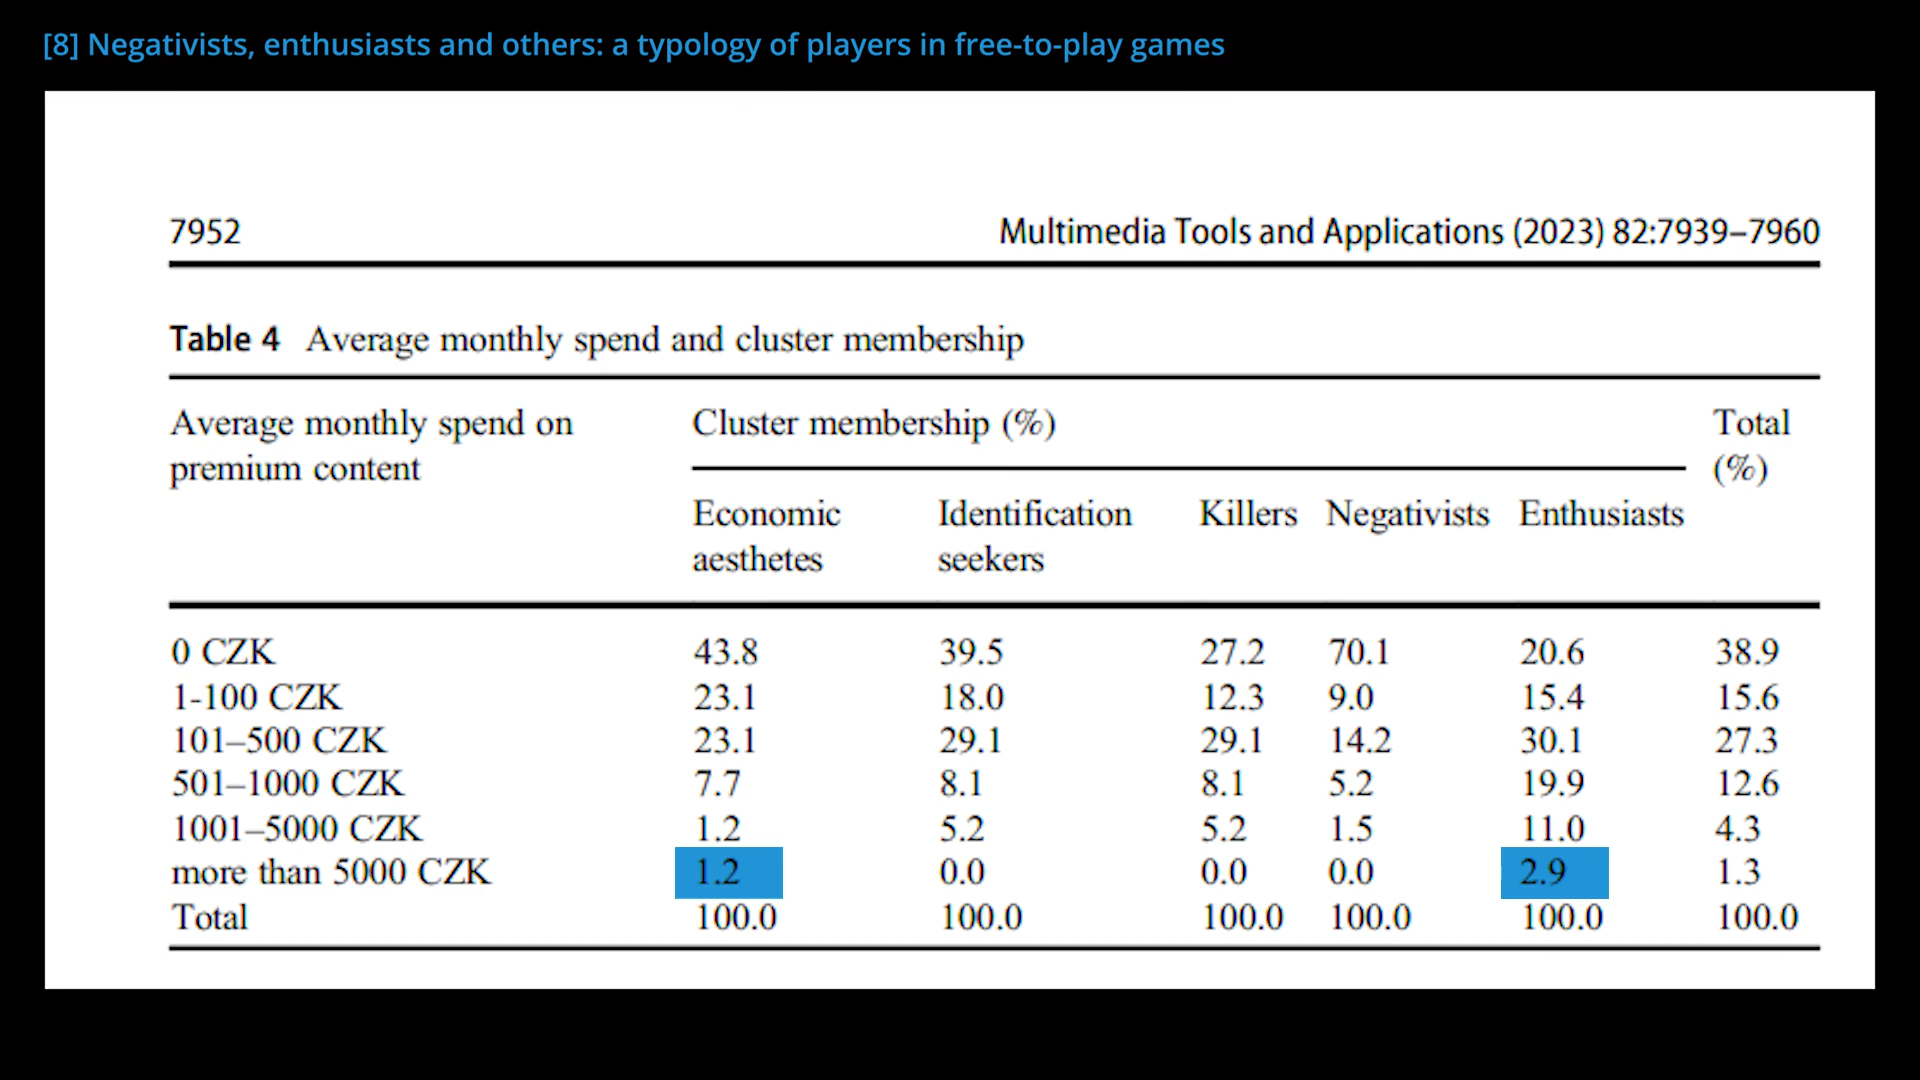 [8] Negativists, enthusiasts and others: a typology of players in free-to-play games
7952 Multimedia Tools and Applications (2023) 82:7939–7960
Table 4 Average monthly spend and cluster membership
Average monthly spend on Cluster membership (%) Total
premium content (%)
Economic Identification Killers Negativists Enthusiasts
aesthetes seekers
0 CZK 43.8 39.5 27.2 70.1 20.6 38.9
1-100 CZK 23.1 18.0 12.3 9.0 15.4 15.6
101–500 CZK 23.1 29.1 29.1 14.2 30.1 27.3
501–1000 CZK 7.7 8.1 8.1 5.2 19.9 12.6
1001–5000 CZK 1.2 5.2 5.2 1.5 11.0 4.3
more than 5000 CZK 1.2 0.0 0.0 0.0 2.9 1.3
Total 100.0 100.0 100.0 100.0 100.0 100.0